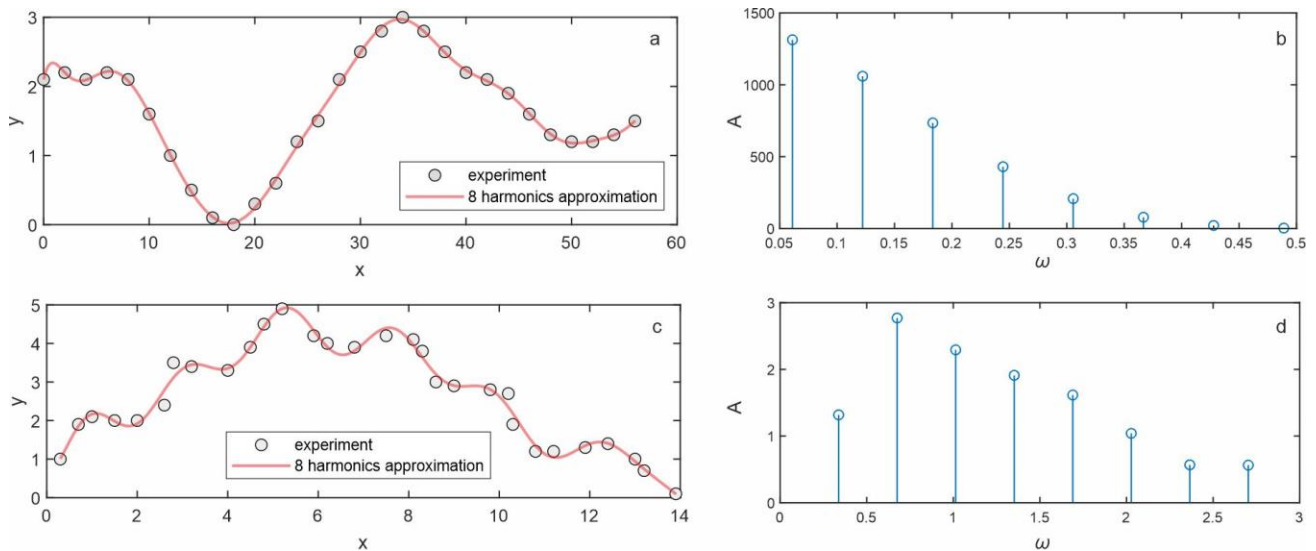 a
3
2
1
0
y
0 10 20 30 40 50 60
x
experiment
8 harmonics approximation
b
1500
1000
500
0
A
0.05 0.1 0.15 0.2 0.25 0.3 0.35 0.4 0.45 0.5
ω
c
5
4
3
2
1
0
y
0 2 4 6 8 10 12 14
x
experiment
8 harmonics approximation
d
3
2
1
0
A
0 0.5 1 1.5 2 2.5 3
ω